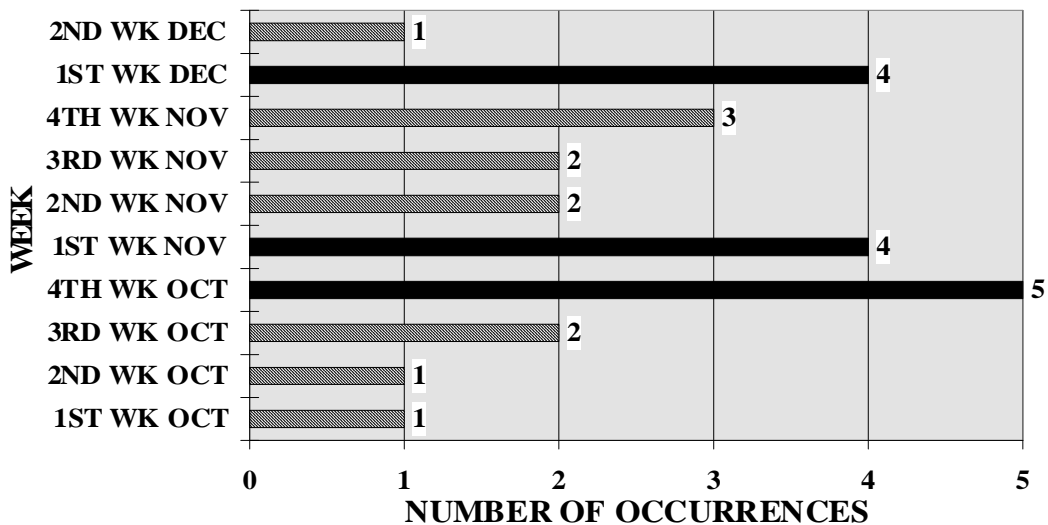 2ND WK DEC 1
1ST WK DEC 4
4TH WK NOV 3
3RD WK NOV 2
2ND WK NOV 2
1ST WK NOV 4
4TH WK OCT 5
3RD WK OCT 2
2ND WK OCT 1
1ST WK OCT 1
WEEK
0 1 2 3 4 5
NUMBER OF OCCURRENCES